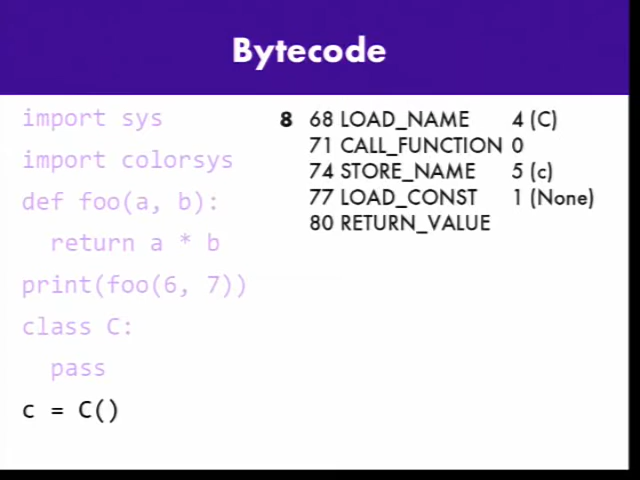 Bytecode
import sys
import colorsys
def foo(a, b):
  return a * b
print(foo(6, 7))
class C:
  pass
c = C()
8 68 LOAD_NAME 4 (C)
71 CALL_FUNCTION 0
74 STORE_NAME 5 (c)
77 LOAD_CONST 1 (None)
80 RETURN_VALUE